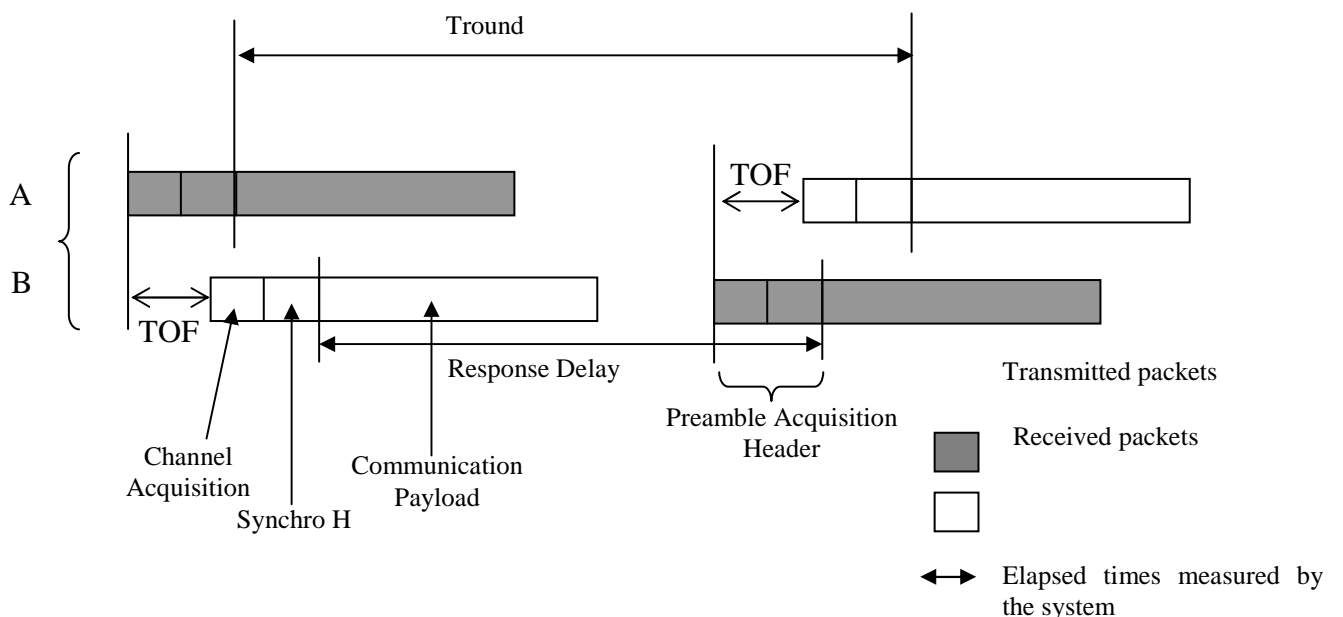 Tround
A
TOF
B
TOF
Response Delay
Transmitted packets
Preamble Acquisition
Header
Received packets
Channel
Acquisition
Communication
Payload
Synchro H
Elapsed times measured by
the system